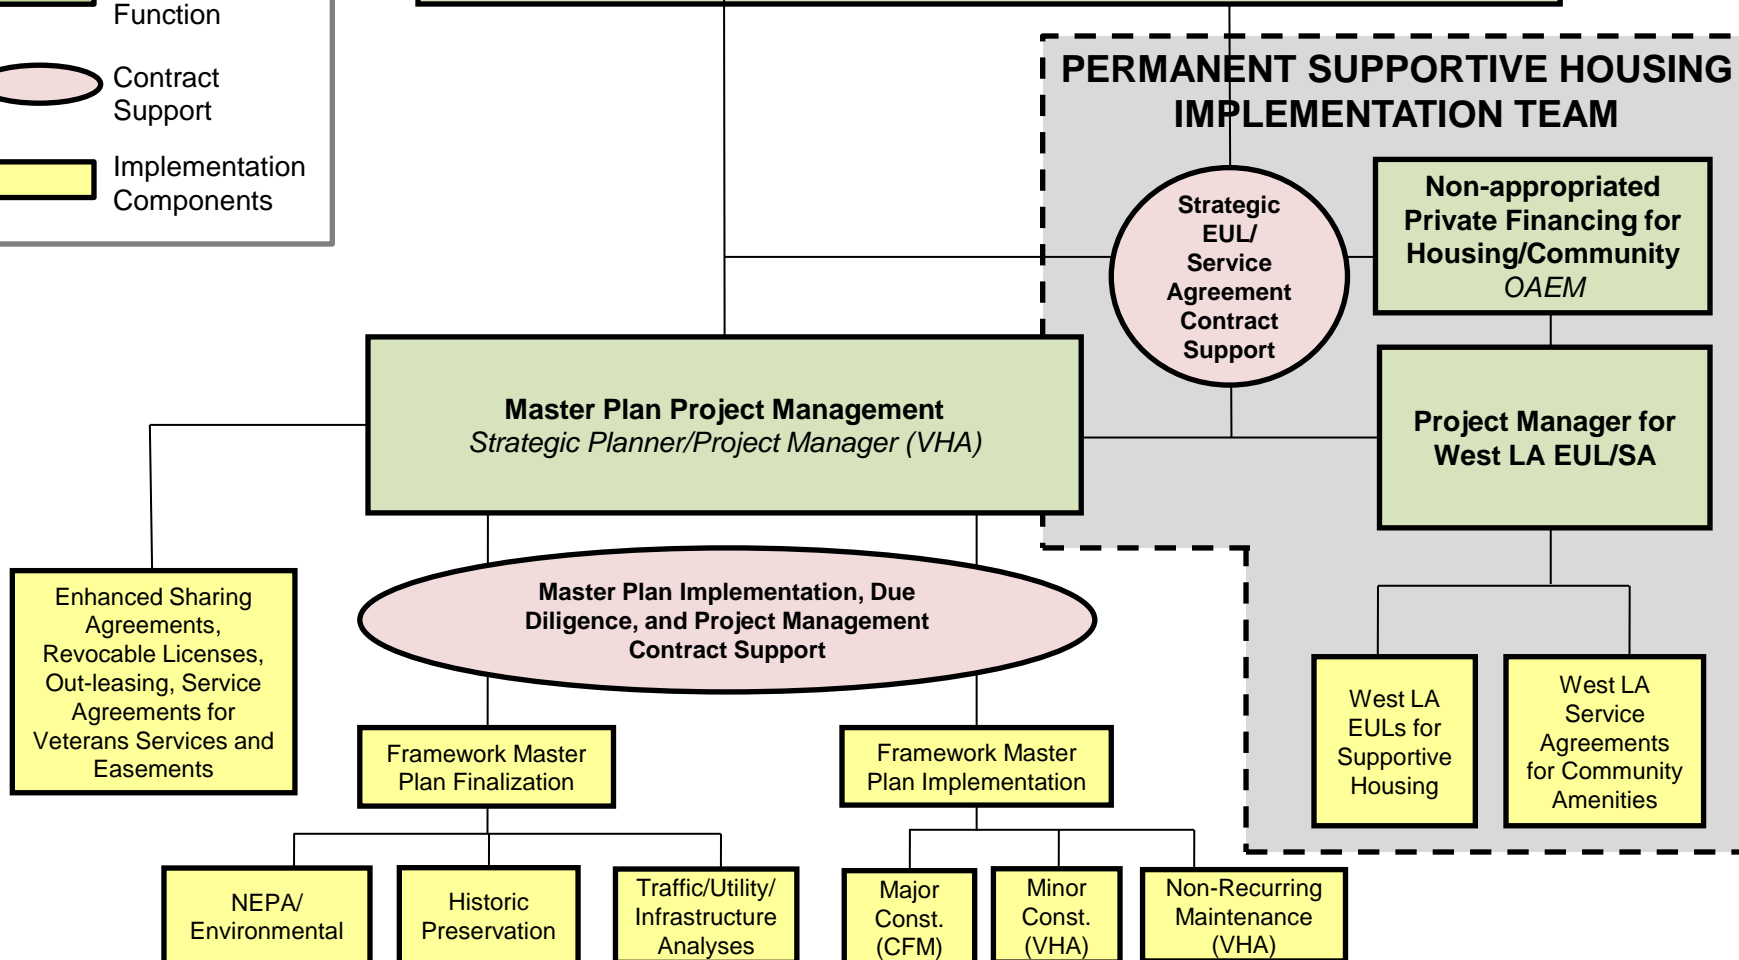 Function
Contract
Support
Implementation
Components
PERMANENT SUPPORTIVE HOUSING
IMPLEMENTATION TEAM
Strategic
EUL/
Service
Agreement
Contract
Support
Non-appropriated
Private Financing for
Housing/Community
OAEM
Master Plan Project Management
Strategic Planner/Project Manager (VHA)
Project Manager for
West LA EUL/SA
Enhanced Sharing
Agreements,
Revocable Licenses,
Out-leasing, Service
Agreements for
Veterans Services and
Easements
Master Plan Implementation, Due
Diligence, and Project Management
Contract Support
Framework Master
Plan Finalization
Framework Master
Plan Implementation
West LA
EULs for
Supportive
Housing
West LA
Service
Agreements
for Community
Amenities
NEPA/
Environmental
Historic
Preservation
Traffic/Utility/
Infrastructure
Analyses
Major
Const.
(CFM)
Minor
Const.
(VHA)
Non-Recurring
Maintenance
(VHA)